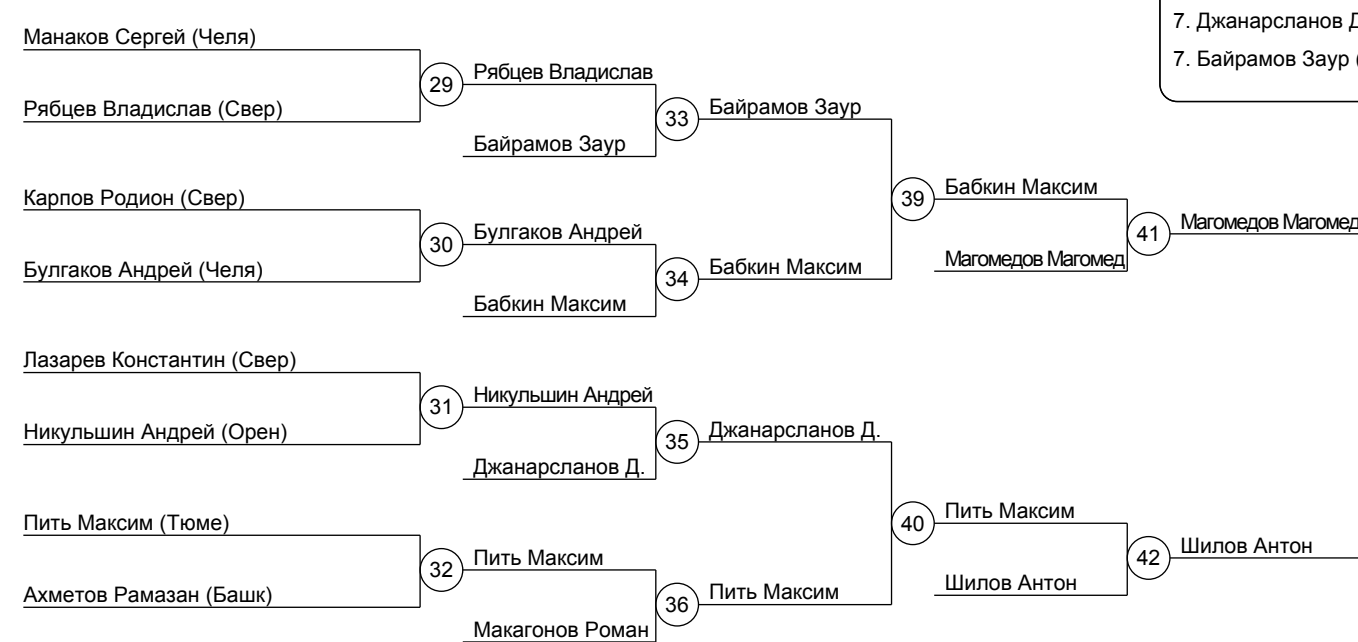 7. Джанарсланов
7. Байрамов Заур
Манаков Сергей (Челя)
Рябцев Владислав (Свер)
29
Рябцев Владислав
Байрамов Заур
33
Байрамов Заур
Карпов Родион (Свер)
Булгаков Андрей (Челя)
30
Булгаков Андрей
Бабкин Максим
34
Бабкин Максим
39
Бабкин Максим
Магомедов Магомед
41
Магомедов Магомед
Лазарев Константин (Свер)
Никульшин Андрей (Орен)
31
Никульшин Андрей
Джанарсланов Д.
35
Джанарсланов Д.
Пить Максим (Тюме)
Ахметов Рамазан (Башк)
32
Пить Максим
Макагонов Роман
36
Пить Максим
40
Пить Максим
Шилов Антон
42
Шилов Антон